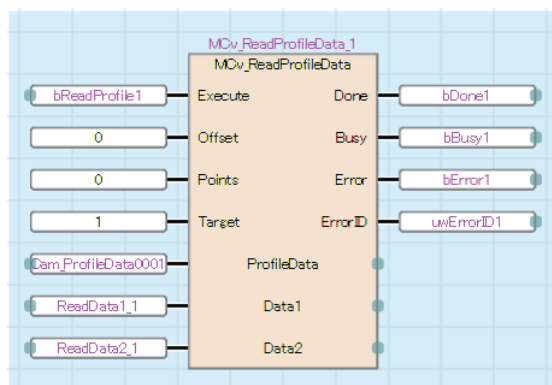 MCv_ReadProfileData_1
MCv_ReadProfileData
bReadProfile1 Execute Done bDone1
0 Offset Busy bBusy1
0 Points Error bError1
1 Target ErrorID uwErrorID1
Cam_ProfileData0001 ProfileData
ReadData1_1 Data1
ReadData2_1 Data2